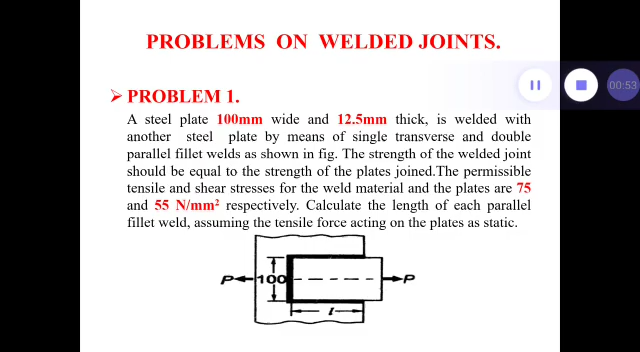 PROBLEMS ON WELDED JOINTS.
00:53
➢ PROBLEM 1.
A steel plate 100mm wide and 12.5mm thick, is welded with
another steel plate by means of single transverse and double
parallel fillet welds as shown in fig. The strength of the welded joint
should be equal to the strength of the plates joined.The permissible
tensile and shear stresses for the weld material and the plates are 75
and 55 N/mm² respectively. Calculate the length of each parallel
fillet weld, assuming the tensile force acting on the plates as static.
P 100 P
l